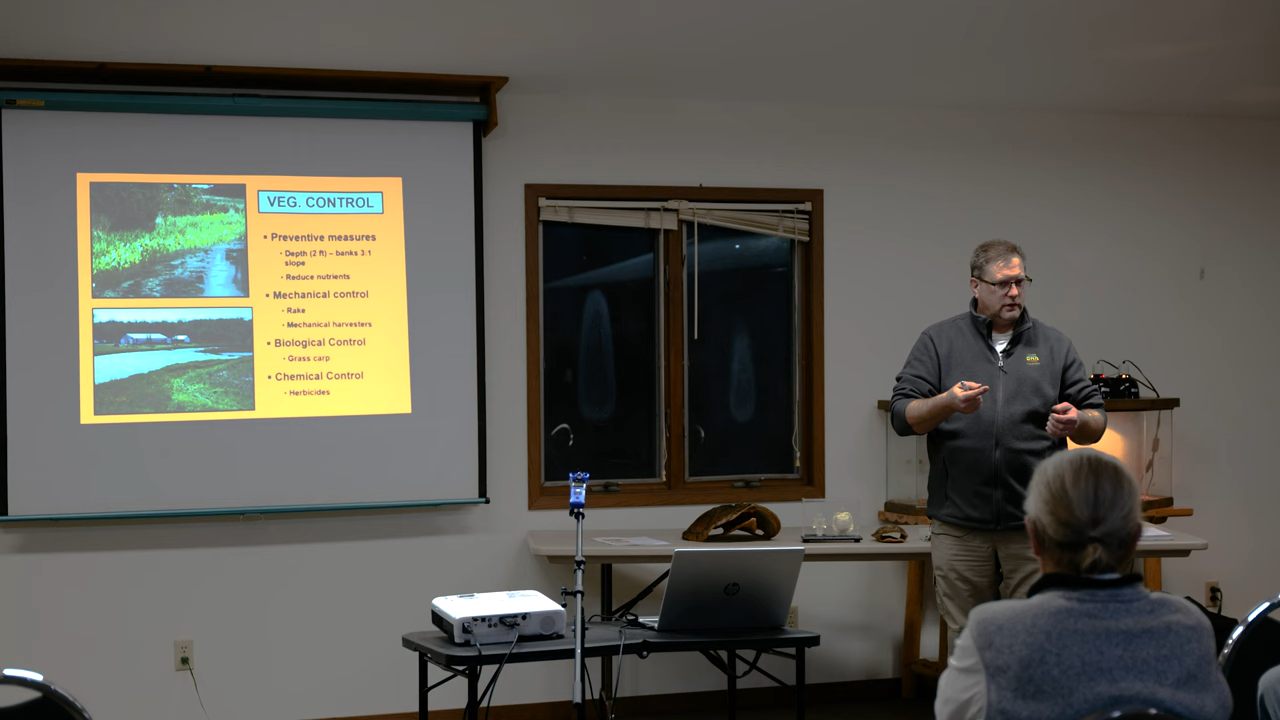 VEG. CONTROL
▪ Preventive measures
• Depth (2 ft) – banks 3:1
slope
• Reduce nutrients
▪ Mechanical control
• Rake
• Mechanical harvesters
▪ Biological Control
• Grass carp
▪ Chemical Control
• Herbicides
hp